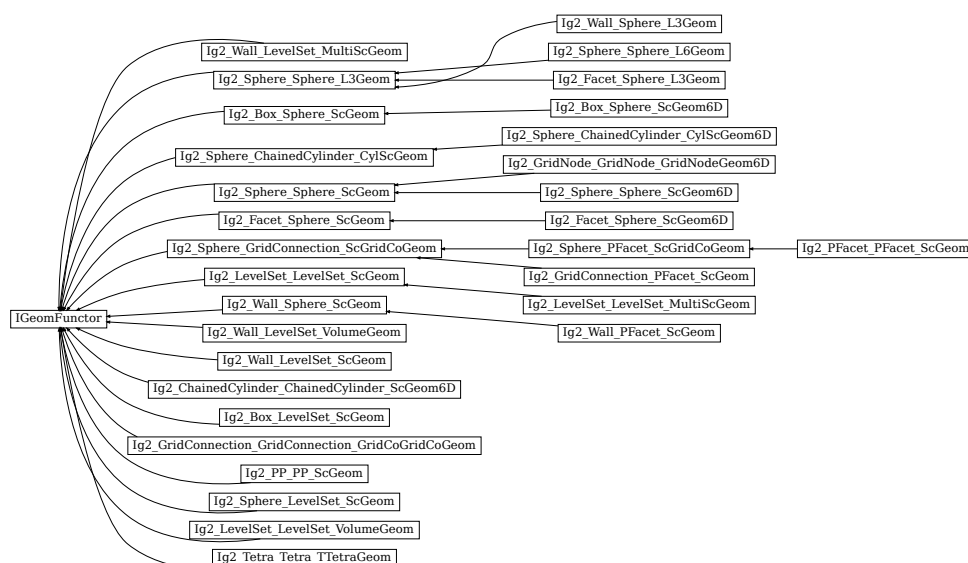 Ig2_Wall_Sphere_L3Geom
Ig2_Wall_LevelSet_MultiScGeom
Ig2_Sphere_Sphere_L6Geom
Ig2_Sphere_Sphere_L3Geom
Ig2_Facet_Sphere_L3Geom
Ig2_Box_Sphere_ScGeom
Ig2_Box_Sphere_ScGeom6D
Ig2_Sphere_ChainedCylinder_CylScGeom6D
Ig2_Sphere_ChainedCylinder_CylScGeom
Ig2_GridNode_GridNode_GridNodeGeom6D
Ig2_Sphere_Sphere_ScGeom
Ig2_Sphere_Sphere_ScGeom6D
Ig2_Facet_Sphere_ScGeom
Ig2_Facet_Sphere_ScGeom6D
Ig2_Sphere_GridConnection_ScGridCoGeom
Ig2_Sphere_PFacet_ScGridCoGeom
Ig2_PFacet_PFacet_ScGeom
Ig2_LevelSet_LevelSet_ScGeom
Ig2_GridConnection_PFacet_ScGeom
Ig2_Wall_Sphere_ScGeom
Ig2_LevelSet_LevelSet_MultiScGeom
IGeomFunctor
Ig2_Wall_LevelSet_VolumeGeom
Ig2_Wall_PFacet_ScGeom
Ig2_Wall_LevelSet_ScGeom
Ig2_ChainedCylinder_ChainedCylinder_ScGeom6D
Ig2_Box_LevelSet_ScGeom
Ig2_GridConnection_GridConnection_GridCoGridCoGeom
Ig2_PP_PP_ScGeom
Ig2_Sphere_LevelSet_ScGeom
Ig2_LevelSet_LevelSet_VolumeGeom
Ig2_Tetra_Tetra_TTetraGeom